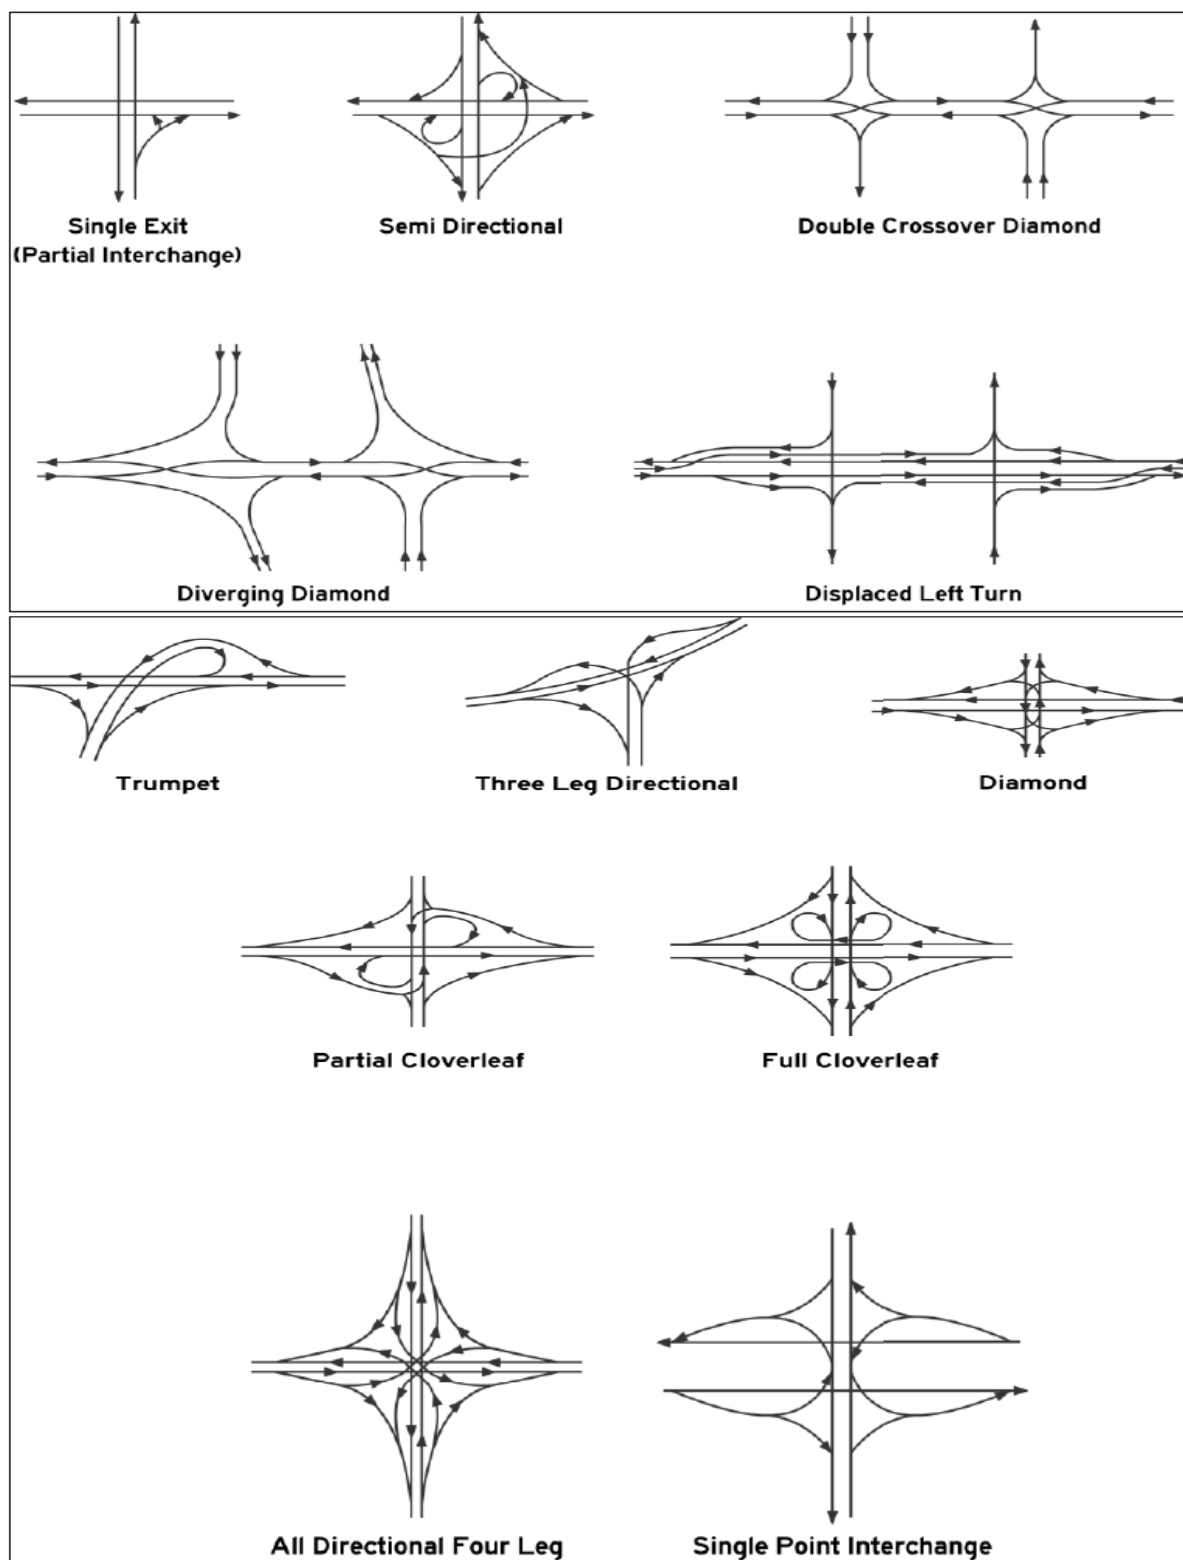 Single Exit
(Partial Interchange)
Semi Directional
Double Crossover Diamond
Diverging Diamond
Displaced Left Turn
Trumpet
Three Leg Directional
Diamond
Partial Cloverleaf
Full Cloverleaf
All Directional Four Leg
Single Point Interchange